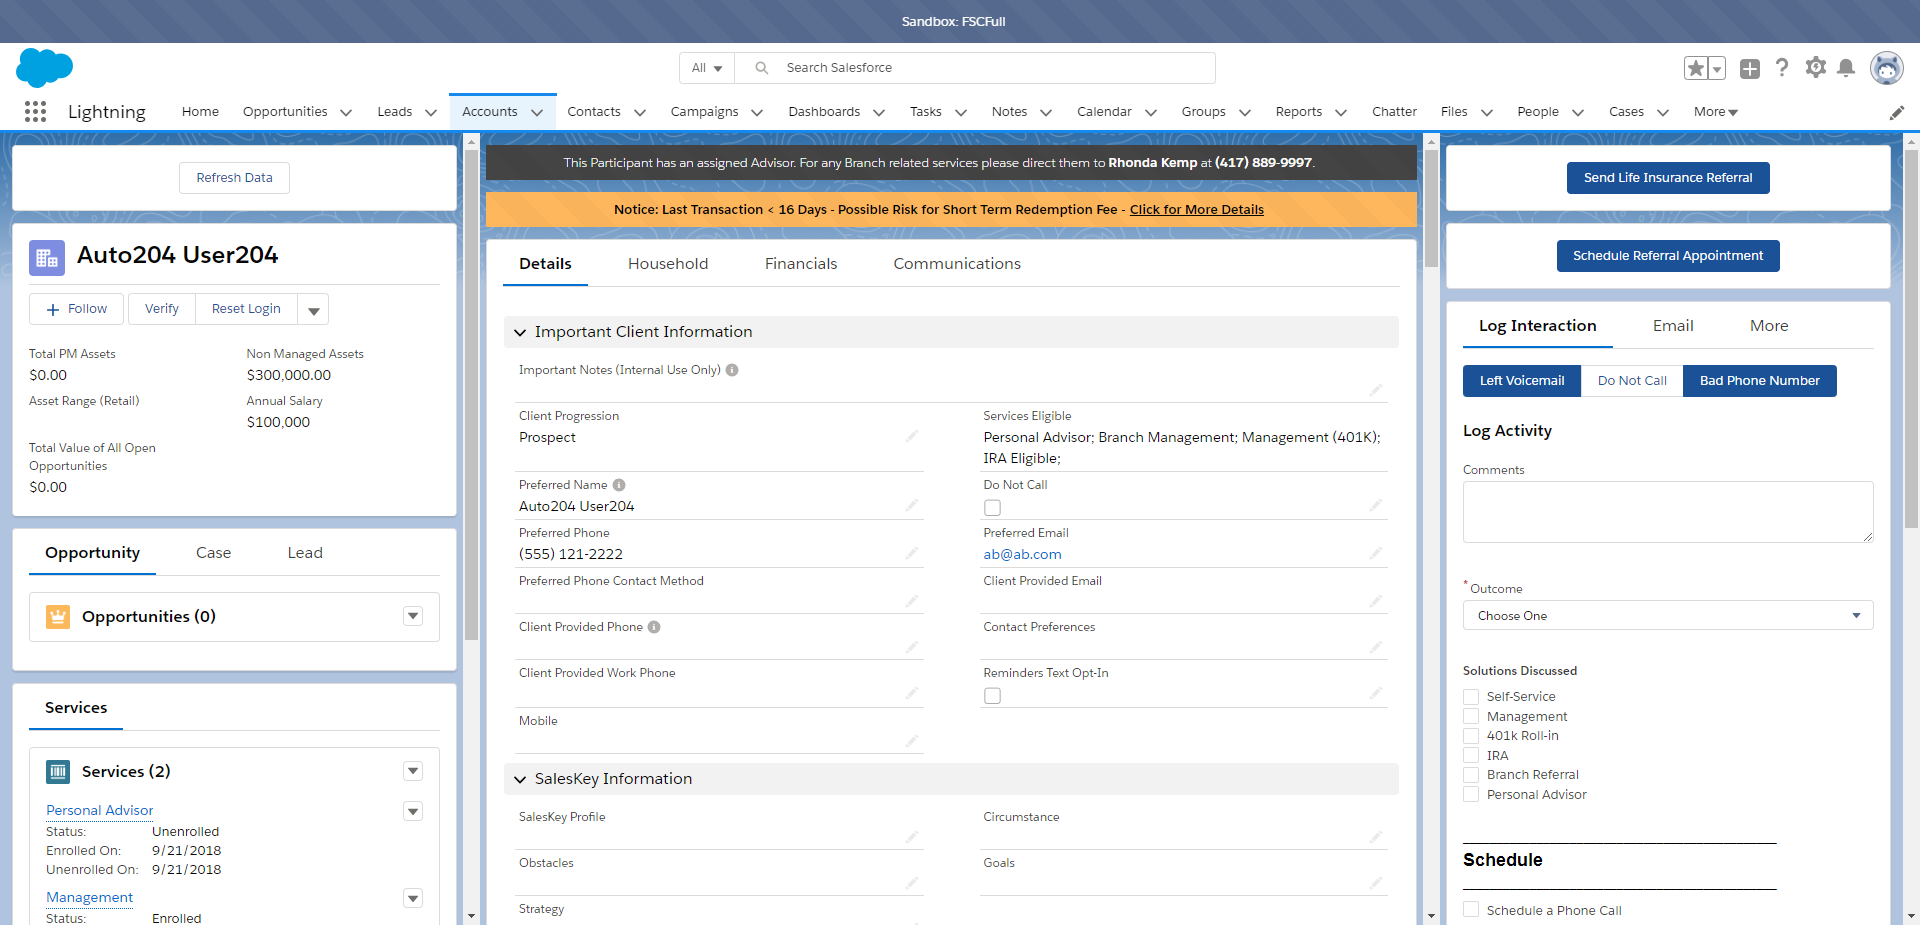 Sandbox: FSCFull
All
Search Salesforce
Lightning
Home
Opportunities
Leads
Accounts
Contacts
Campaigns
Dashboards
Tasks
Notes
Calendar
Groups
Reports
Chatter
Files
People
Cases
More
Refresh Data
Auto204 User204
Follow
Verify
Reset Login
Total PM Assets
Non Managed Assets
$0.00
$300,000.00
Asset Range (Retail)
Annual Salary
$100,000
Total Value of All Open
Opportunities
$0.00
Opportunity
Case
Lead
Opportunities (0)
Services
Services (2)
Personal Advisor
Status: Unenrolled
Enrolled On: 9/21/2018
Unenrolled On: 9/21/2018
Management
Status: Enrolled
This Participant has an assigned Advisor. For any Branch related services please direct them to Rhonda Kemp at (417) 889-9997.
Notice: Last Transaction < 16 Days - Possible Risk for Short Term Redemption Fee - Click for More Details
Details
Household
Financials
Communications
Important Client Information
Important Notes (Internal Use Only)
Client Progression
Prospect
Services Eligible
Personal Advisor; Branch Management; Management (401K);
IRA Eligible;
Preferred Name
Auto204 User204
Do Not Call
Preferred Phone
(555) 121-2222
Preferred Email
ab@ab.com
Preferred Phone Contact Method
Client Provided Email
Client Provided Phone
Contact Preferences
Client Provided Work Phone
Reminders Text Opt-In
Mobile
SalesKey Information
SalesKey Profile
Circumstance
Obstacles
Goals
Strategy
Send Life Insurance Referral
Schedule Referral Appointment
Log Interaction
Email
More
Left Voicemail
Do Not Call
Bad Phone Number
Log Activity
Comments
* Outcome
Choose One
Solutions Discussed
Self-Service
Management
401k Roll-in
IRA
Branch Referral
Personal Advisor
Schedule
Schedule a Phone Call